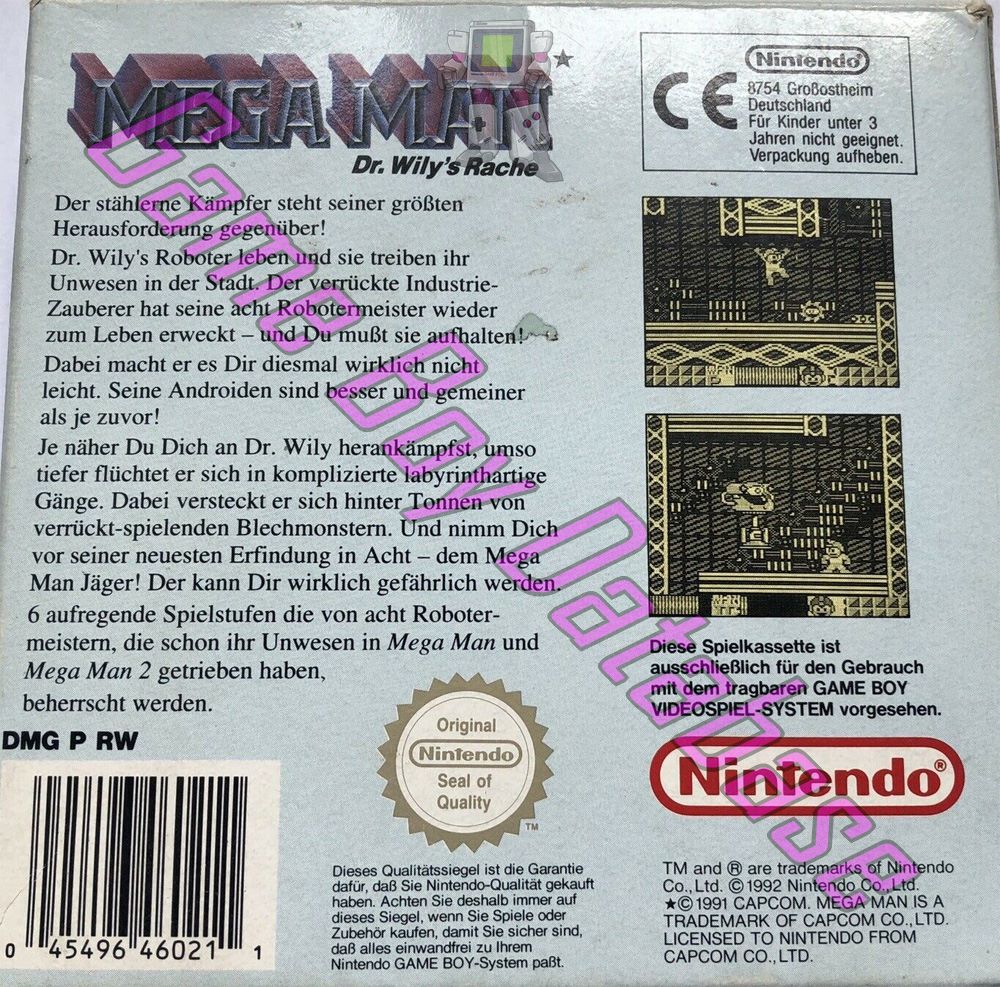 MEGA MAN★
Dr. Wily's Rache
Der stählerne Kämpfer steht seiner größten
Herausforderung gegenüber!
Dr. Wily's Roboter leben und sie treiben ihr
Unwesen in der Stadt. Der verrückte Industrie-
Zauberer hat seine acht Robotermeister wieder
zum Leben erweckt – und Du mußt sie aufhalten!
Dabei macht er es Dir diesmal wirklich nicht
leicht. Seine Androiden sind besser und gemeiner
als je zuvor!
Je näher Du Dich an Dr. Wily herankämpfst, umso
tiefer flüchtet er sich in komplizierte labyrinthartige
Gänge. Dabei versteckt er sich hinter Tonnen von
verrückt-spielenden Blechmonstern. Und nimm Dich
vor seiner neuesten Erfindung in Acht – dem Mega
Man Jäger! Der kann Dir wirklich gefährlich werden.
6 aufregende Spielstufen die von acht Roboter-
meistern, die schon ihr Unwesen in Mega Man und
Mega Man 2 getrieben haben,
beherrscht werden.
DMG P RW
0 45496 46021 1
Original
Nintendo
Seal of
Quality
TM
Dieses Qualitätssiegel ist die Garantie
dafür, daß Sie Nintendo-Qualität gekauft
haben. Achten Sie deshalb immer auf
dieses Siegel, wenn Sie Spiele oder
Zubehör kaufen, damit Sie sicher sind,
daß alles einwandfrei zu Ihrem
Nintendo GAME BOY-System paßt.
CE
Nintendo
8754 Großostheim
Deutschland
Für Kinder unter 3
Jahren nicht geeignet.
Verpackung aufheben.
Diese Spielkassette ist
ausschließlich für den Gebrauch
mit dem tragbaren GAME BOY
VIDEOSPIEL-SYSTEM vorgesehen.
Nintendo®
TM and ® are trademarks of Nintendo
Co., Ltd. © 1992 Nintendo Co., Ltd.
★© 1991 CAPCOM. MEGA MAN IS A
TRADEMARK OF CAPCOM CO., LTD.
LICENSED TO NINTENDO FROM
CAPCOM CO., LTD.
Game Boy Database